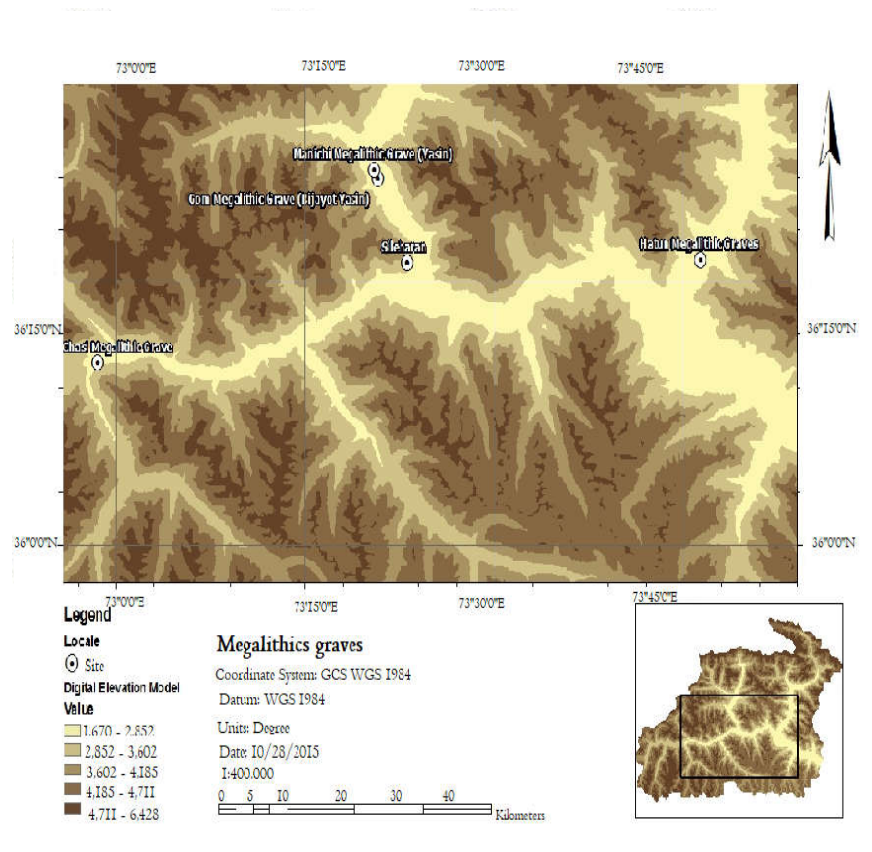 73°0'0"E 73°15'0"E 73°30'0"E 73°45'0"E
Manichi Megalithic Grave (Yasin)
Gom Megalithic Grave (Bijayot Yasin)
Hatun Megalithic Graves
36°15'0"N 36°15'0"N
Chasi Megalithic Grave
36°0'0"N 36°0'0"N
73°0'0"E 73°15'0"E 73°30'0"E 73°45'0"E
Legend
Locale
Site
Digital Elevation Model
Value
1,670 - 2,852
2,852 - 3,602
3,602 - 4,185
4,185 - 4,711
4,711 - 6,428
Megalithics graves
Coordinate System: GCS WGS 1984
Datum: WGS 1984
Units: Degree
Date: 10/28/2015
1:400,000
0 5 10 20 30 40
Kilometers